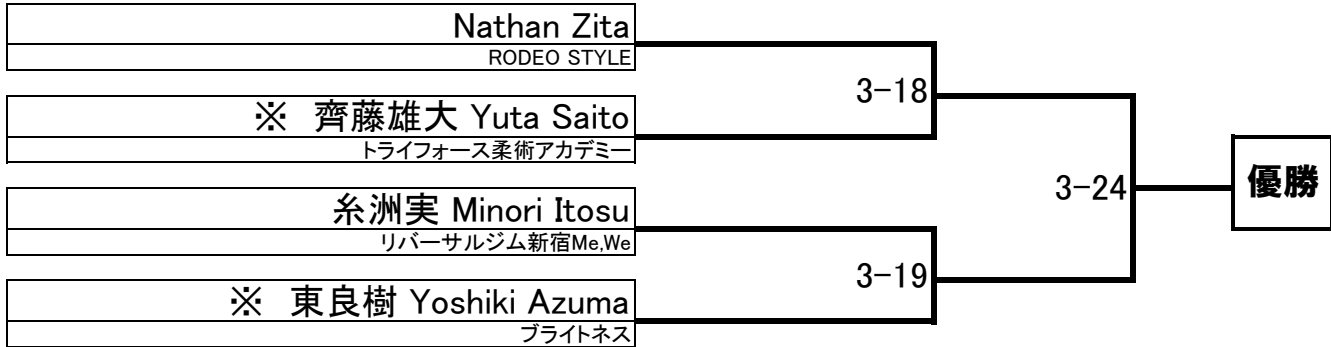 Nathan Zita
RODEO STYLE
3-18
※ 齊藤雄大 Yuta Saito
トライフォース柔術アカデミー
3-24
優勝
糸洲実 Minori Itosu
リバーサルジム新宿Me,We
3-19
※ 東良樹 Yoshiki Azuma
ブライトネス